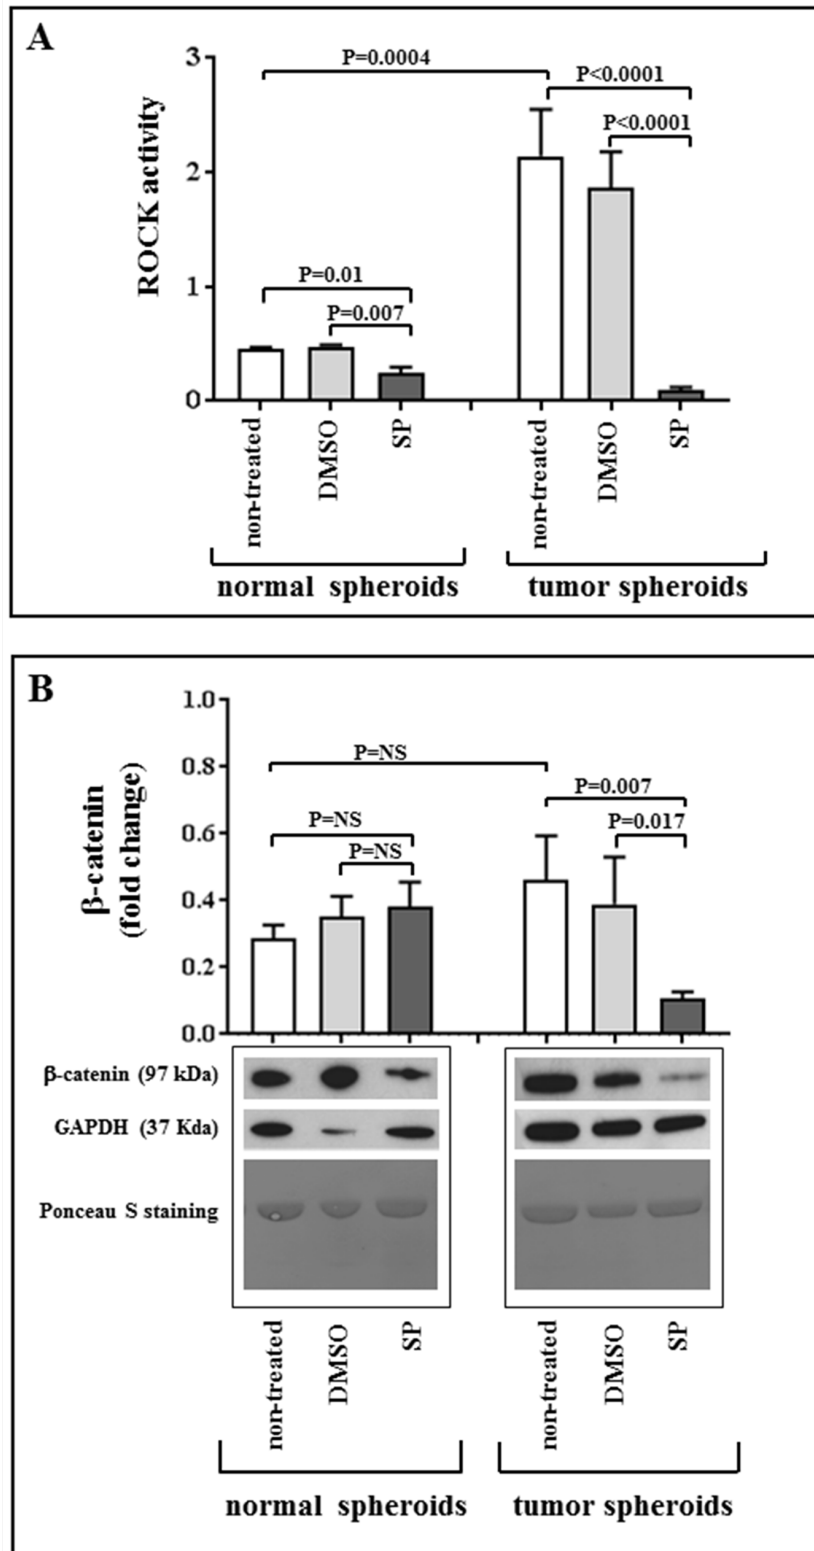 A
ROCK activity
3
2
1
0
P=0.0004
P<0.0001
P<0.0001
P=0.01
P=0.007
non-treated
DMSO
SP
non-treated
DMSO
SP
normal spheroids
tumor spheroids
B
β-catenin
(fold change)
1.0
0.8
0.6
0.4
0.2
0.0
P=NS
P=0.007
P=0.017
P=NS
P=NS
β-catenin (97 kDa)
GAPDH (37 Kda)
Ponceau S staining
non-treated
DMSO
SP
non-treated
DMSO
SP
normal spheroids
tumor spheroids